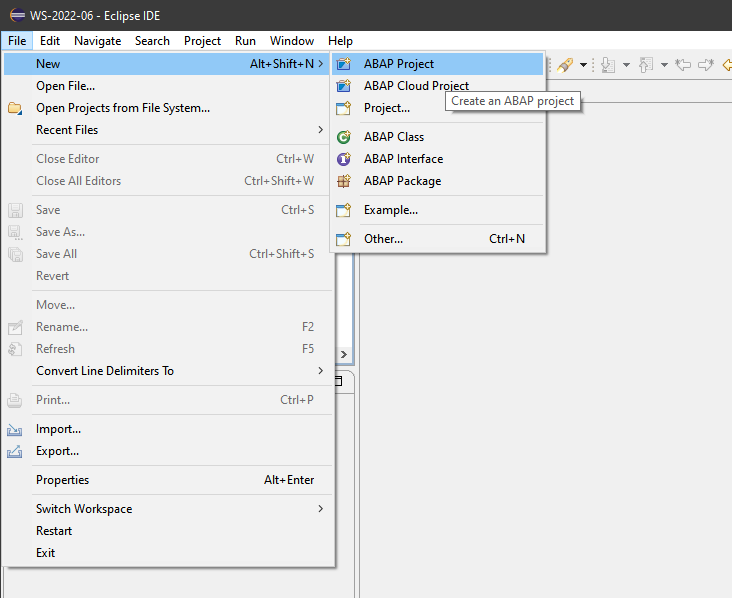 WS-2022-06 - Eclipse IDE
File Edit Navigate Search Project Run Window Help
New Alt+Shift+N
Open File...
Open Projects from File System...
Recent Files
Close Editor Ctrl+W
Close All Editors Ctrl+Shift+W
Save Ctrl+S
Save As...
Save All Ctrl+Shift+S
Revert
Move...
Rename... F2
Refresh F5
Convert Line Delimiters To
Print... Ctrl+P
Import...
Export...
Properties Alt+Enter
Switch Workspace
Restart
Exit
ABAP Project
ABAP Cloud Project
Create an ABAP project
Project...
ABAP Class
ABAP Interface
ABAP Package
Example...
Other... Ctrl+N